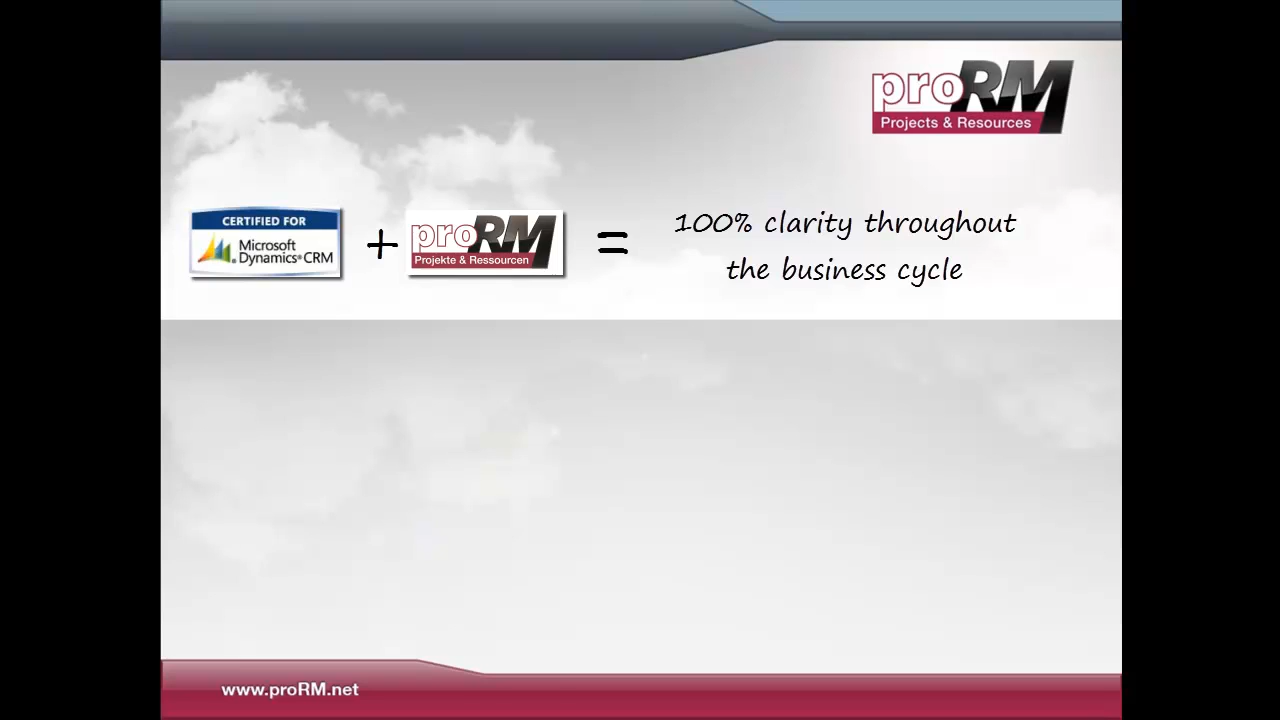 proRM
Projects & Resources
CERTIFIED FOR
Microsoft
Dynamics® CRM
+
proRM
Projekte & Ressourcen
=
100% clarity throughout
the business cycle
www.proRM.net